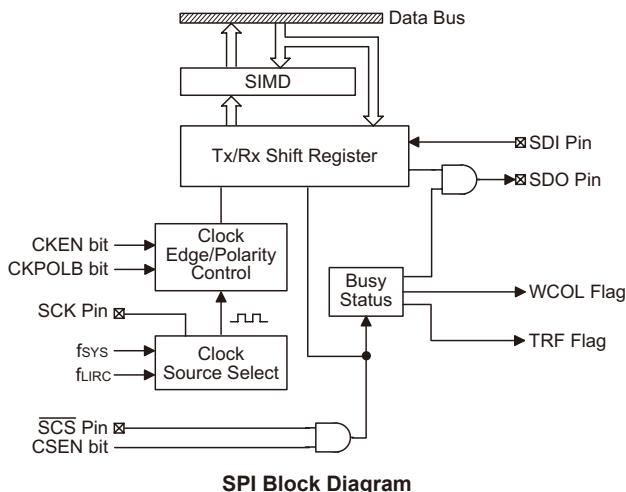 Data Bus
SIMD
Tx/Rx Shift Register
SDI Pin
SDO Pin
CKEN bit
CKPOLB bit
Clock
Edge/Polarity
Control
Busy
Status
WCOL Flag
TRF Flag
SCK Pin
fSYS
fLIRC
Clock
Source Select
SCS Pin
CSEN bit
SPI Block Diagram